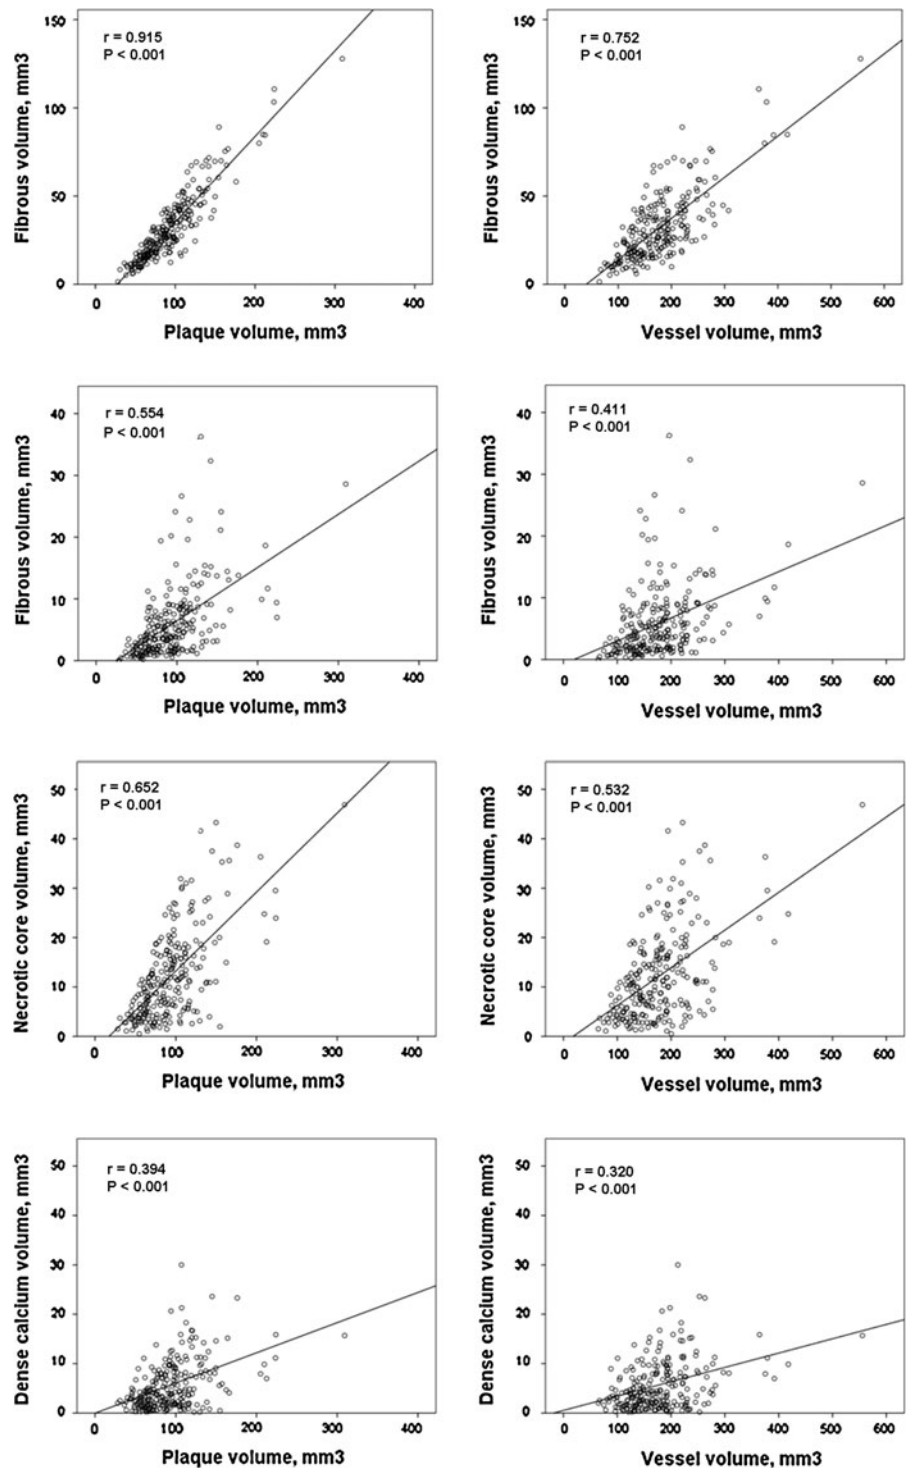 r = 0.915
P < 0.001
Fibrous volume, mm3
150
100
50
0
0 100 200 300 400
Plaque volume, mm3
r = 0.752
P < 0.001
Fibrous volume, mm3
150
100
50
0
0 100 200 300 400 500 600
Vessel volume, mm3
r = 0.554
P < 0.001
Fibrous volume, mm3
40
30
20
10
0
0 100 200 300 400
Plaque volume, mm3
r = 0.411
P < 0.001
Fibrous volume, mm3
40
30
20
10
0
0 100 200 300 400 500 600
Vessel volume, mm3
r = 0.652
P < 0.001
Necrotic core volume, mm3
50
40
30
20
10
0
0 100 200 300 400
Plaque volume, mm3
r = 0.532
P < 0.001
Necrotic core volume, mm3
50
40
30
20
10
0
0 100 200 300 400 500 600
Vessel volume, mm3
r = 0.394
P < 0.001
Dense calcium volume, mm3
50
40
30
20
10
0
0 100 200 300 400
Plaque volume, mm3
r = 0.320
P < 0.001
Dense calcium volume, mm3
50
40
30
20
10
0
0 100 200 300 400 500 600
Vessel volume, mm3